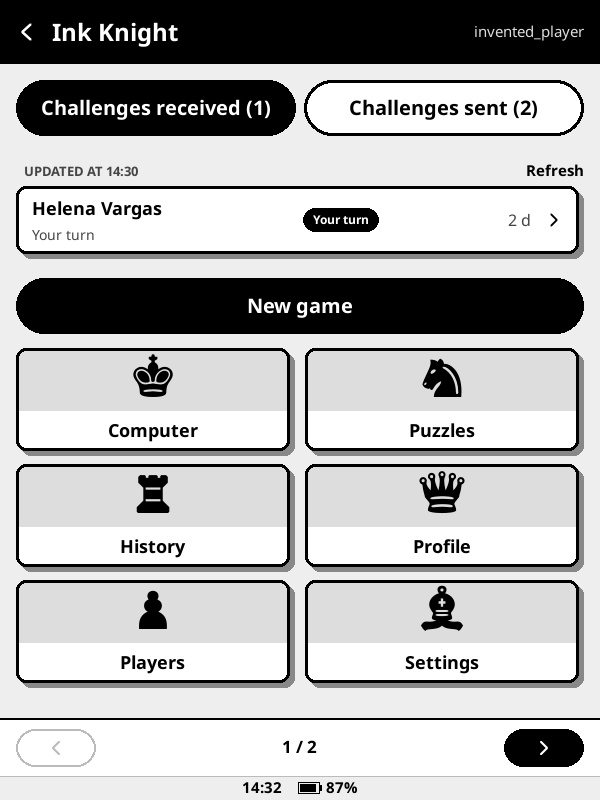 Ink Knight
invented_player
Challenges received (1)
Challenges sent (2)
UPDATED AT 14:30
Refresh
Helena Vargas
Your turn
Your turn
2 d
New game
Computer
Puzzles
History
Profile
Players
Settings
1 / 2
14:32
87%